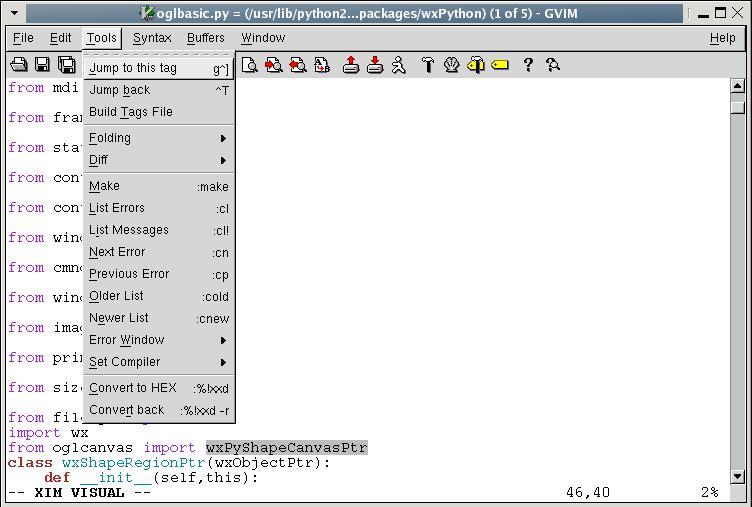 oglbasic.py = (/usr/lib/python2...packages/wxPython) (1 of 5) - GVIM
File Edit Tools Syntax Buffers Window Help
Jump to this tag g^]
Jump back ^T
Build Tags File
Folding
Diff
Make :make
List Errors :cl
List Messages :cl!
Next Error :cn
Previous Error :cp
Older List :cold
Newer List :cnew
Error Window
Set Compiler
Convert to HEX :%!xxd
Convert back :%!xxd -r
from mdi
from fra
from sta
from con
from con
from win
from cmn
from win
from ima
from pri
from siz
from fil
import wx
from oglcanvas import wxPyShapeCanvasPtr
class wxShapeRegionPtr(wxObjectPtr):
def __init__(self,this):
-- XIM VISUAL -- 46,40 2%